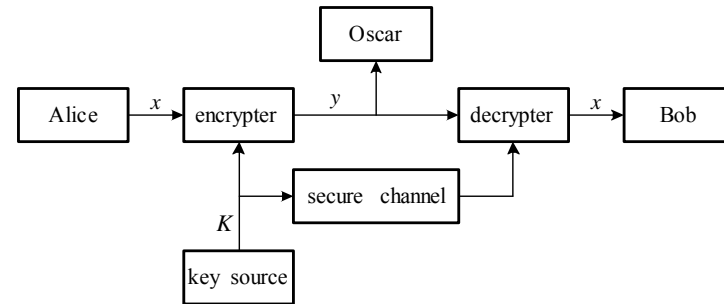 Oscar
Alice
x
encrypter
y
decrypter
x
Bob
secure channel
K
key source